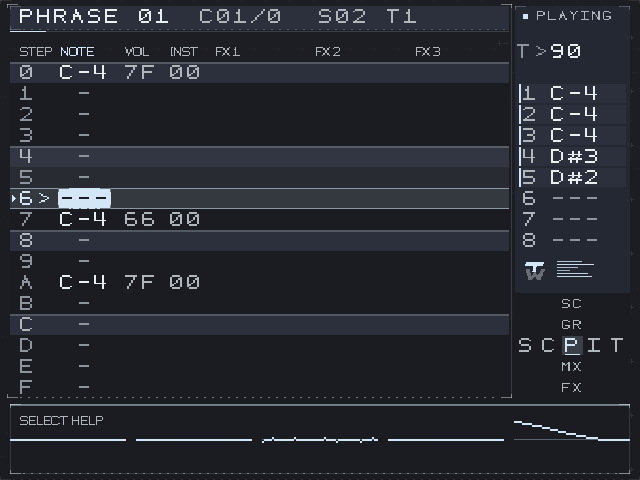 PHRASE 01 C01/0 S02 T1
STEP NOTE VOL INST FX1 FX2 FX3
0 C-4 7F 00
1 -
2 -
3 -
4 -
5 -
6 > ---
7 C-4 66 00
8 -
9 -
A C-4 7F 00
B -
C -
D -
E -
F -
SELECT HELP
PLAYING
T>90
1 C-4
2 C-4
3 C-4
4 D#3
5 D#2
6 ---
7 ---
8 ---
TW
SC
GR
S C P I T
MX
FX